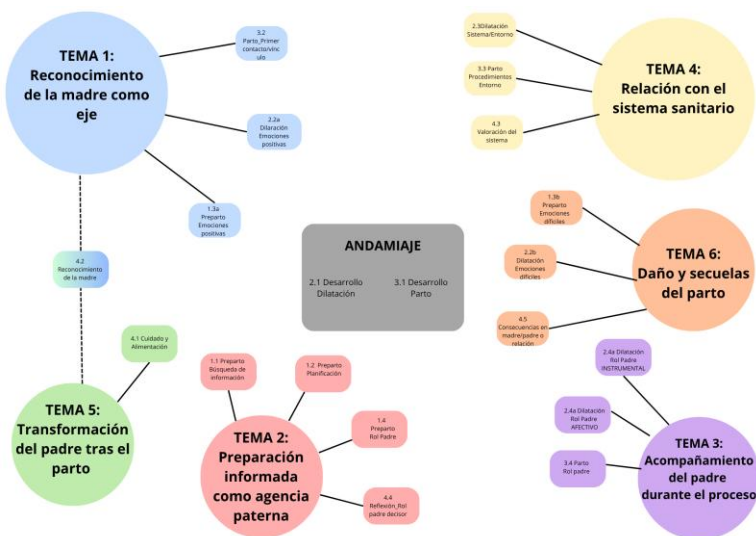 TEMA 1:
Reconocimiento
de la madre como
eje
3.2
Parto_Primer
contacto/vínc
ulo
2.2a
Dilaración
Emociones
positivas
1.3a
Preparto
Emociones
positivas
4.2
Reconocimiento
de la madre
4.1 Cuidado y
Alimentación
TEMA 5:
Transformación
del padre tras el
parto
1.1 Preparto
Búsqueda de
información
1.2 Preparto
Planificación
1.4
Preparto
Rol Padre
4.4
Reflexión_Rol
padre decisor
TEMA 2:
Preparación
informada
como agencia
paterna
ANDAMIAJE
2.1 Desarrollo
Dilatación
3.1 Desarrollo
Parto
2.3Dilatación
Sistema/Entorno
3.3 Parto
Procedimientos
Entorno
4.3
Valoración del
sistema
TEMA 4:
Relación con el
sistema sanitario
1.3b
Preparto
Emociones
difíciles
2.2b
Dilatación
Emociones
difíciles
4.5
Consecuencias en
madre/padre o
relación
TEMA 6:
Daño y secuelas
del parto
2.4a Dilatación
Rol Padre
INSTRUMENTAL
2.4a Dilatación
Rol Padre
AFECTIVO
3.4 Parto
Rol padre
TEMA 3:
Acompañamiento
del padre
durante el proceso